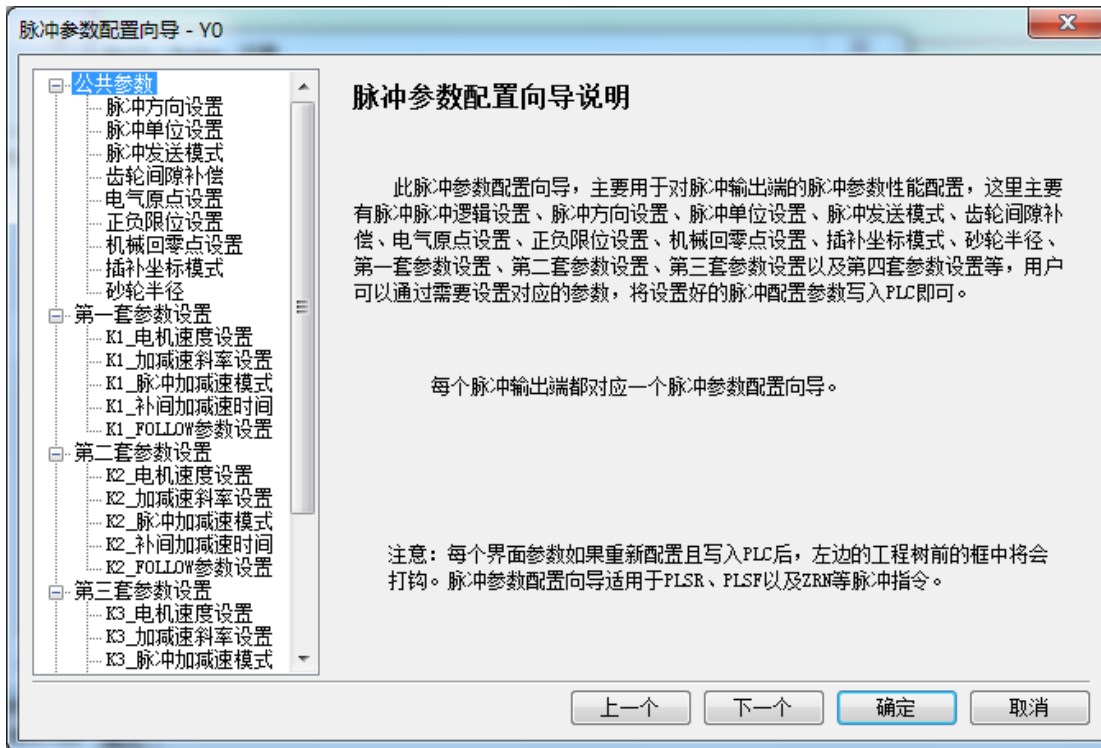 脉冲参数配置向导 - Y0
公共参数
脉冲方向设置
脉冲单位设置
脉冲发送模式
齿轮间隙补偿
电气原点设置
正负限位设置
机械回零点设置
插补坐标模式
砂轮半径
第一套参数设置
K1_电机速度设置
K1_加减速斜率设置
K1_脉冲加减速模式
K1_补间加减速时间
K1_FOLLOW参数设置
第二套参数设置
K2_电机速度设置
K2_加减速斜率设置
K2_脉冲加减速模式
K2_补间加减速时间
K2_FOLLOW参数设置
第三套参数设置
K3_电机速度设置
K3_加减速斜率设置
K3_脉冲加减速模式
脉冲参数配置向导说明
此脉冲参数配置向导，主要用于对脉冲输出端的脉冲参数性能配置，这里主要
有脉冲脉冲逻辑设置、脉冲方向设置、脉冲单位设置、脉冲发送模式、齿轮间隙补
偿、电气原点设置、正负限位设置、机械回零点设置、插补坐标模式、砂轮半径、
第一套参数设置、第二套参数设置、第三套参数设置以及第四套参数设置等，用户
可以通过需要设置对应的参数，将设置好的脉冲配置参数写入PLC即可。
每个脉冲输出端都对应一个脉冲参数配置向导。
注意：每个界面参数如果重新配置且写入PLC后，左边的工程树前的框中将会
打钩。脉冲参数配置向导适用于PLSR、PLSF以及ZRN等脉冲指令。
上一个
下一个
确定
取消